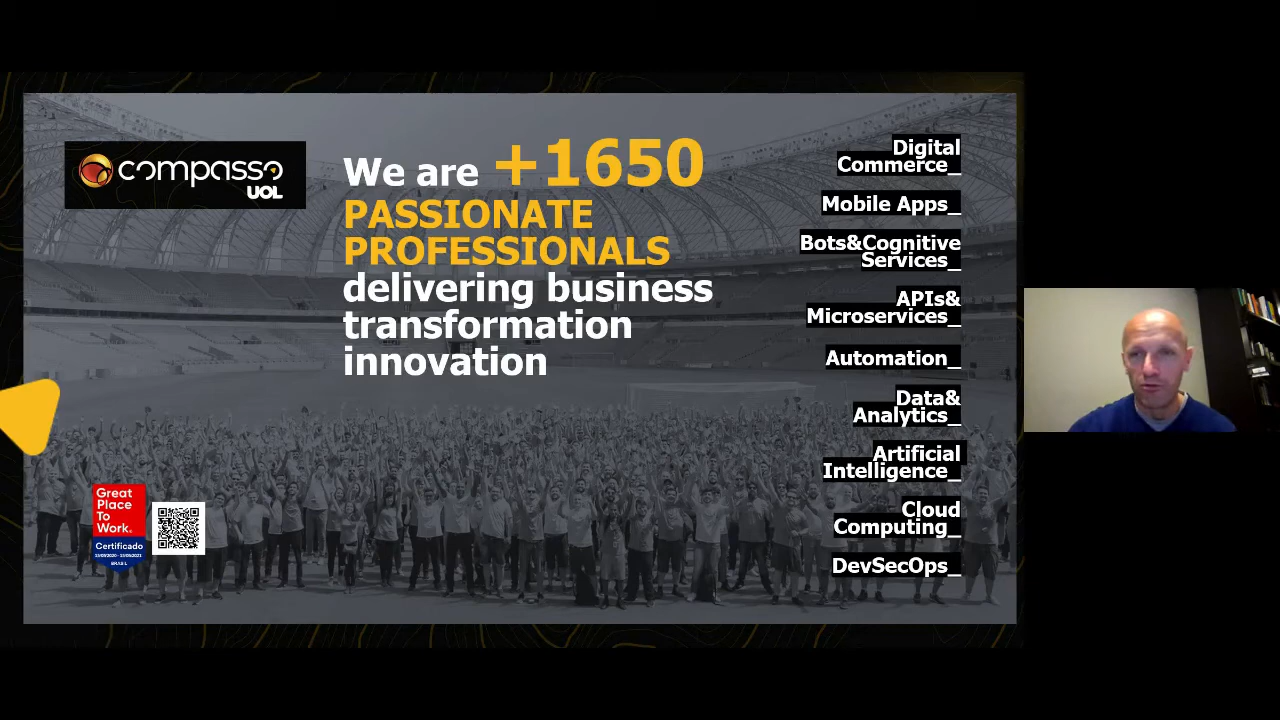 compasso
UOL
We are +1650
PASSIONATE
PROFESSIONALS
delivering business
transformation
innovation
Digital
Commerce_
Mobile Apps_
Bots&Cognitive
Services_
APIs&
Microservices_
Automation_
Data&
Analytics_
Artificial
Intelligence_
Cloud
Computing_
DevSecOps_
Great
Place
To
Work.
Certificado
BRASIL